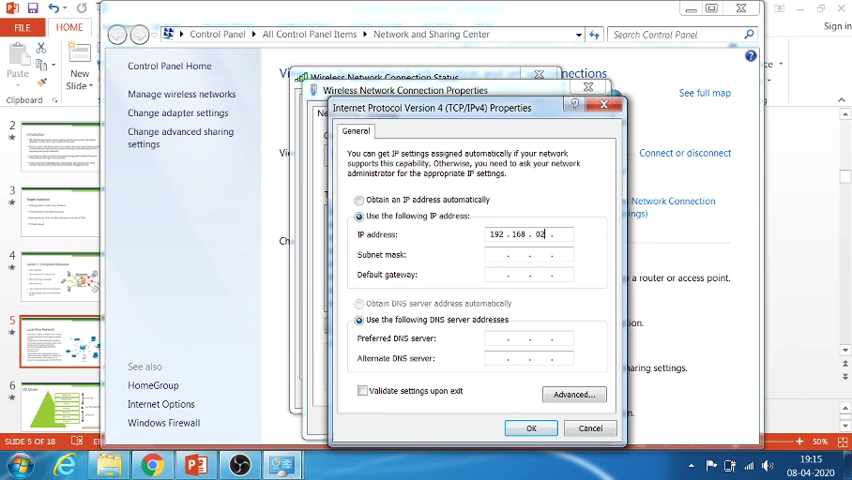 FILE
HOME
Sign in
Paste
New
Slide
Clipboard
Control Panel
All Control Panel Items
Network and Sharing Center
Search Control Panel
Control Panel Home
Manage wireless networks
Change adapter settings
Change advanced sharing
settings
See full map
Connect or disconnect
Network Connection
Wireless Network Connection Status
Wireless Network Connection Properties
Internet Protocol Version 4 (TCP/IPv4) Properties
General
You can get IP settings assigned automatically if your network
supports this capability. Otherwise, you need to ask your network
administrator for the appropriate IP settings.
Obtain an IP address automatically
Use the following IP address:
IP address: 192 . 168 . 02 .
Subnet mask: . . .
Default gateway: . . .
Obtain DNS server address automatically
Use the following DNS server addresses
Preferred DNS server: . . .
Alternate DNS server: . . .
Validate settings upon exit
Advanced...
OK
Cancel
a router or access point.
sharing settings.
See also
HomeGroup
Internet Options
Windows Firewall
2
3
4
5
6
SLIDE 5 OF 18
50%
19:15
08-04-2020